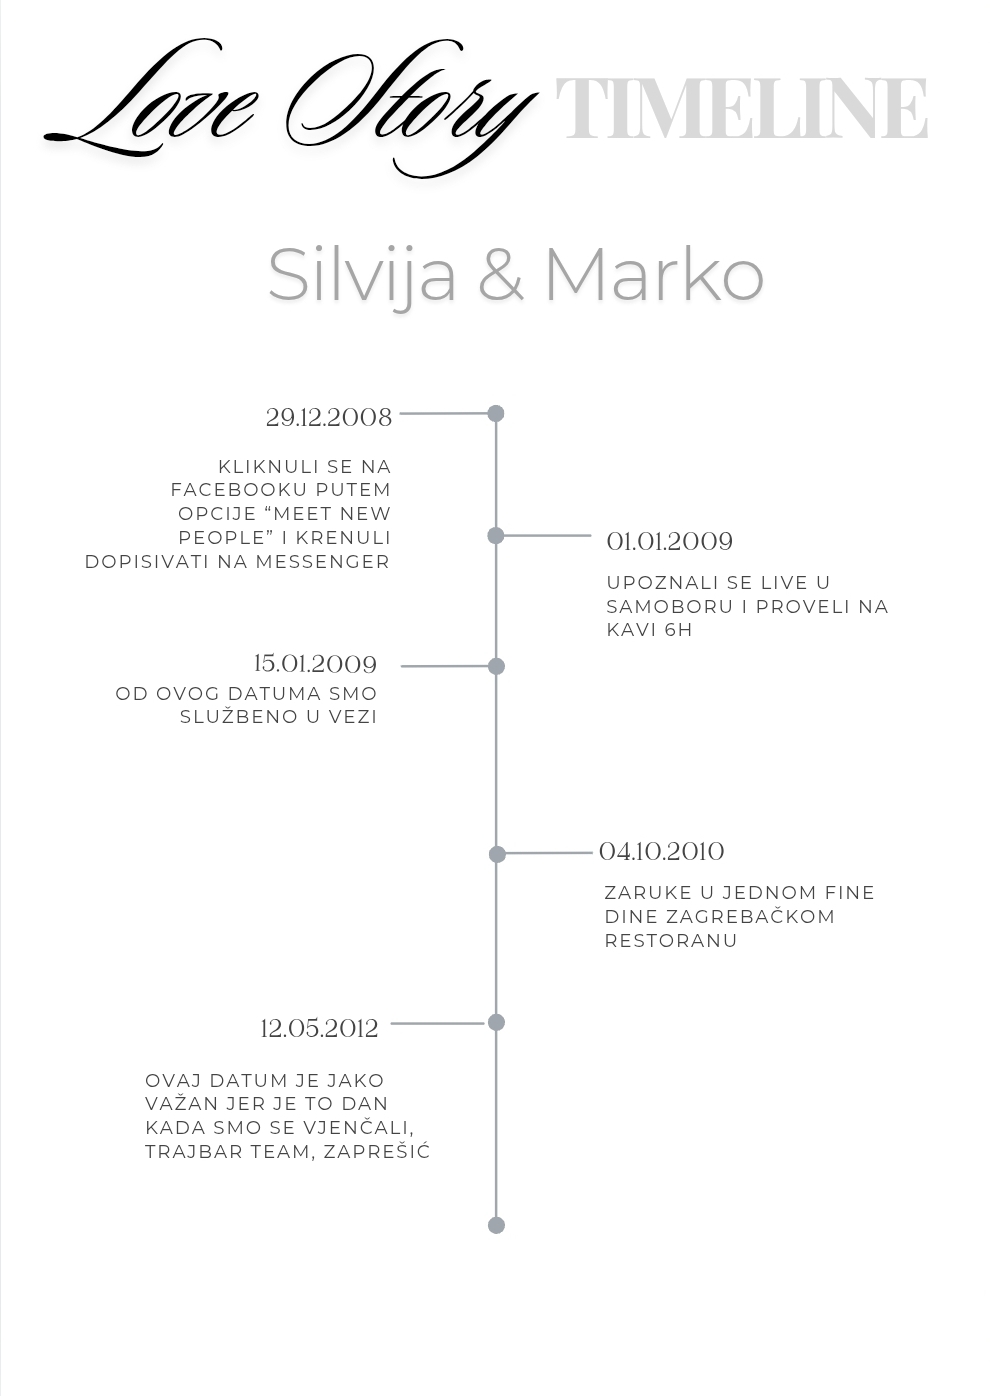 Love Story TIMELINE
Silvija & Marko
29.12.2008
KLIKNULI SE NA
FACEBOOKU PUTEM
OPCIJE “MEET NEW
PEOPLE” I KRENULI
DOPISIVATI NA MESSENGER
01.01.2009
UPOZNALI SE LIVE U
SAMOBORU I PROVELI NA
KAVI 6H
15.01.2009
OD OVOG DATUMA SMO
SLUŽBENO U VEZI
04.10.2010
ZARUKE U JEDNOM FINE
DINE ZAGREBAČKOM
RESTORANU
12.05.2012
OVAJ DATUM JE JAKO
VAŽAN JER JE TO DAN
KADA SMO SE VJENČALI,
TRAJBAR TEAM, ZAPREŠIĆ